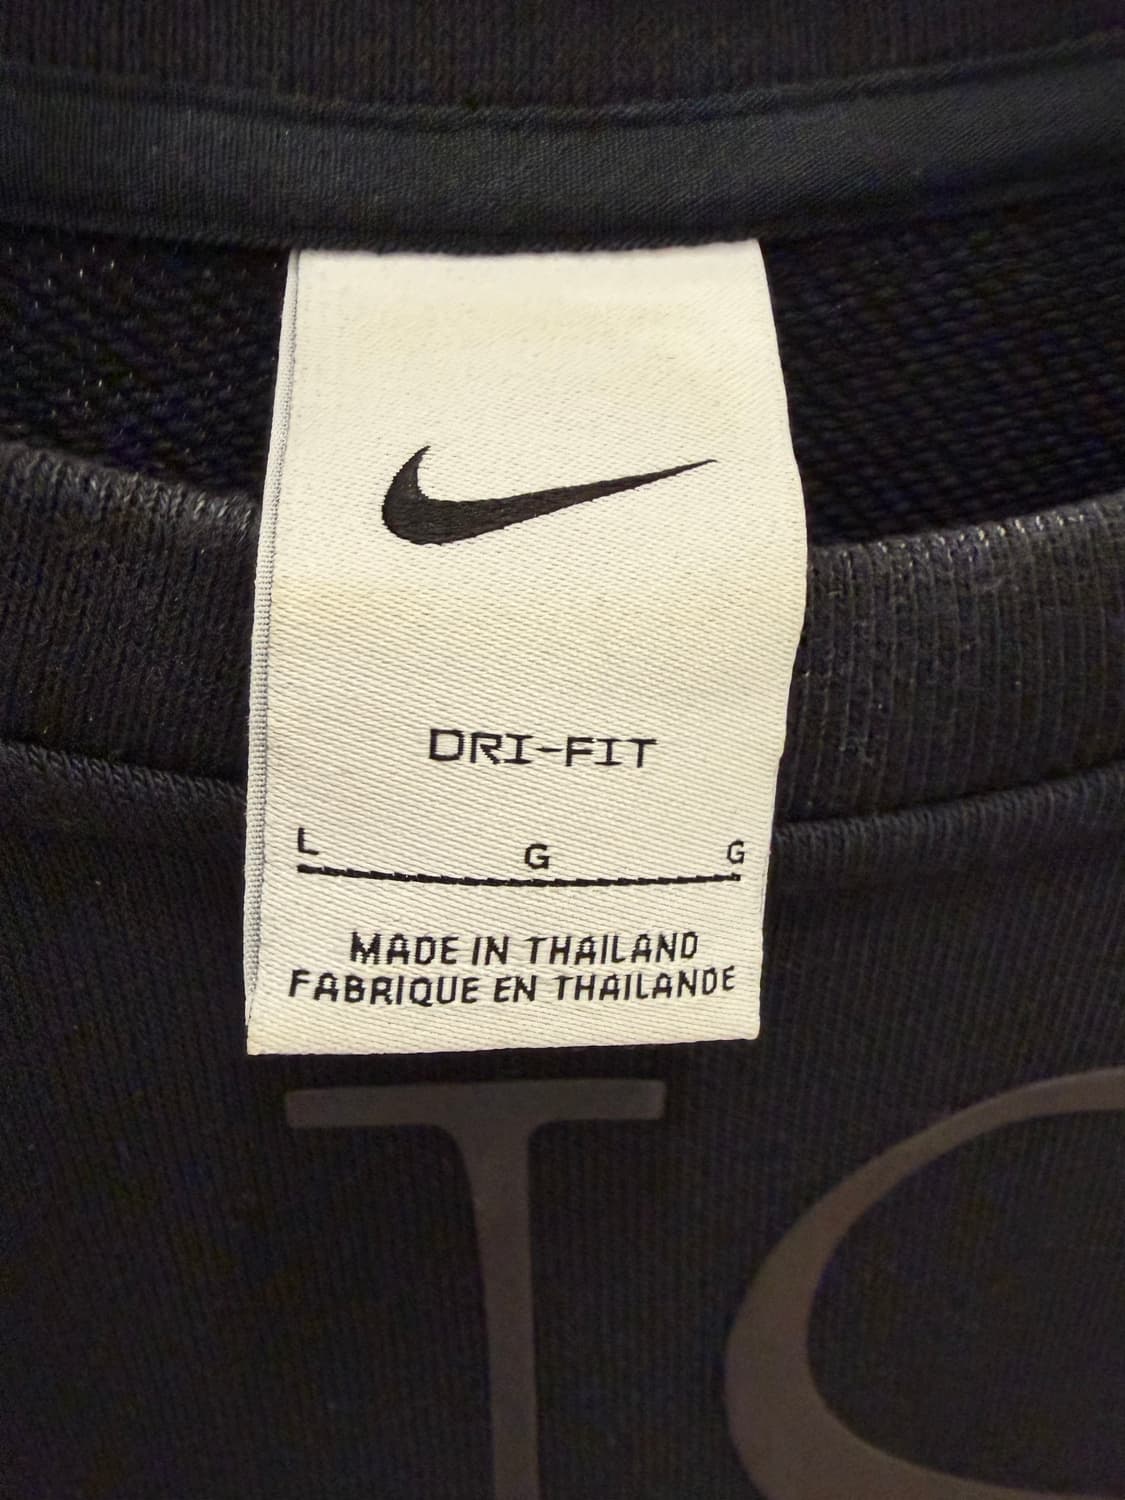 DRI-FIT
L G G
MADE IN THAILAND
FABRIQUE EN THAILANDE